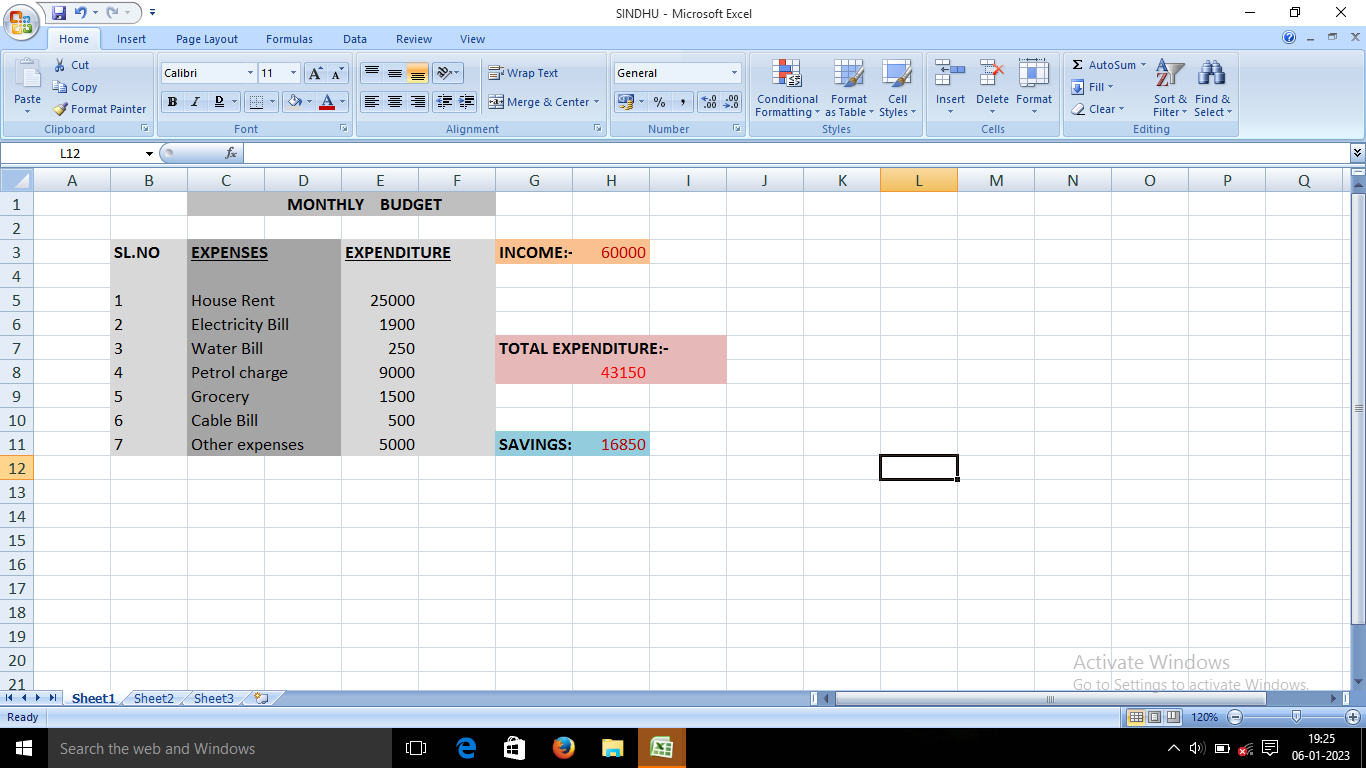 SINDHU - Microsoft Excel
Home Insert Page Layout Formulas Data Review View
Paste Cut Copy Format Painter Clipboard
Calibri 11 B I D Font
Wrap Text Merge & Center Alignment
General % , .00 Number
Conditional Formatting Format as Table Cell Styles Styles
Insert Delete Format Cells
Σ AutoSum Fill Clear Sort & Filter Find & Select Editing
L12 fx
A B C D E F G H I J K L M N O P Q
1 MONTHLY BUDGET
2
3 SL.NO EXPENSES EXPENDITURE INCOME:- 60000
4
5 1 House Rent 25000
6 2 Electricity Bill 1900
7 3 Water Bill 250 TOTAL EXPENDITURE:-
8 4 Petrol charge 9000 43150
9 5 Grocery 1500
10 6 Cable Bill 500
11 7 Other expenses 5000 SAVINGS: 16850
12
13
14
15
16
17
18
19
20 Activate Windows
21 Go to Settings to activate Windows.
Sheet1 Sheet2 Sheet3
Ready 120%
Search the web and Windows 19:25
06-01-2023